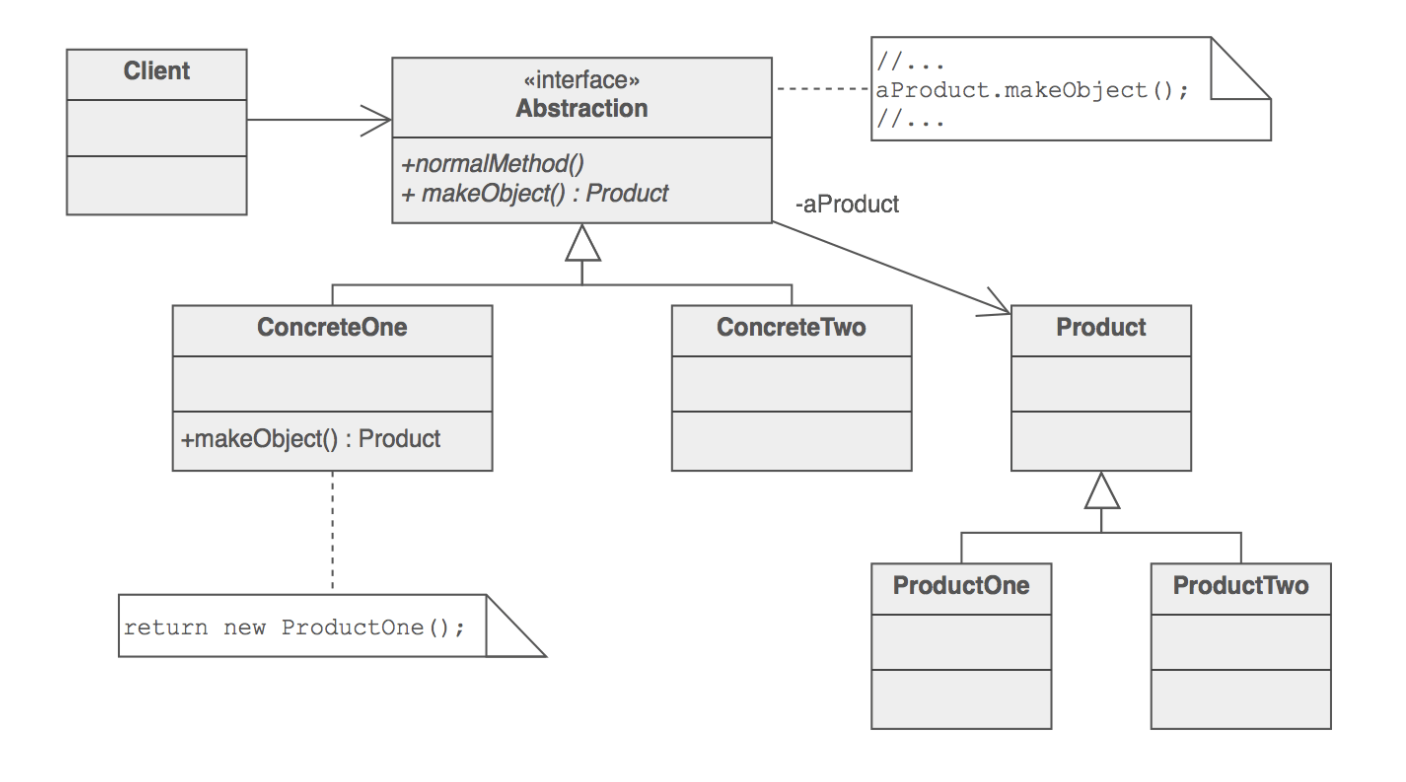 Client
«interface»
Abstraction
+normalMethod()
+ makeObject() : Product
//...
aProduct.makeObject();
//...
-aProduct
ConcreteOne
+makeObject() : Product
ConcreteTwo
Product
return new ProductOne();
ProductOne
ProductTwo